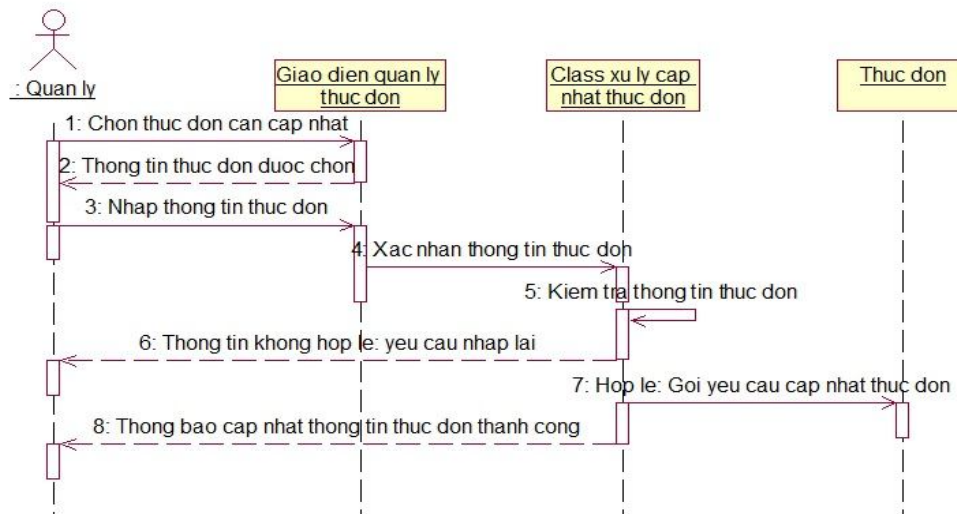 : Quan ly
Giao dien quan ly
thuc don
Class xu ly cap
nhat thuc don
Thuc don
1: Chon thuc don can cap nhat
2: Thong tin thuc don duoc chon
3: Nhap thong tin thuc don
4: Xac nhan thong tin thuc don
5: Kiem tra thong tin thuc don
6: Thong tin khong hop le: yeu cau nhap lai
7: Hop le: Goi yeu cau cap nhat thuc don
8: Thong bao cap nhat thong tin thuc don thanh cong